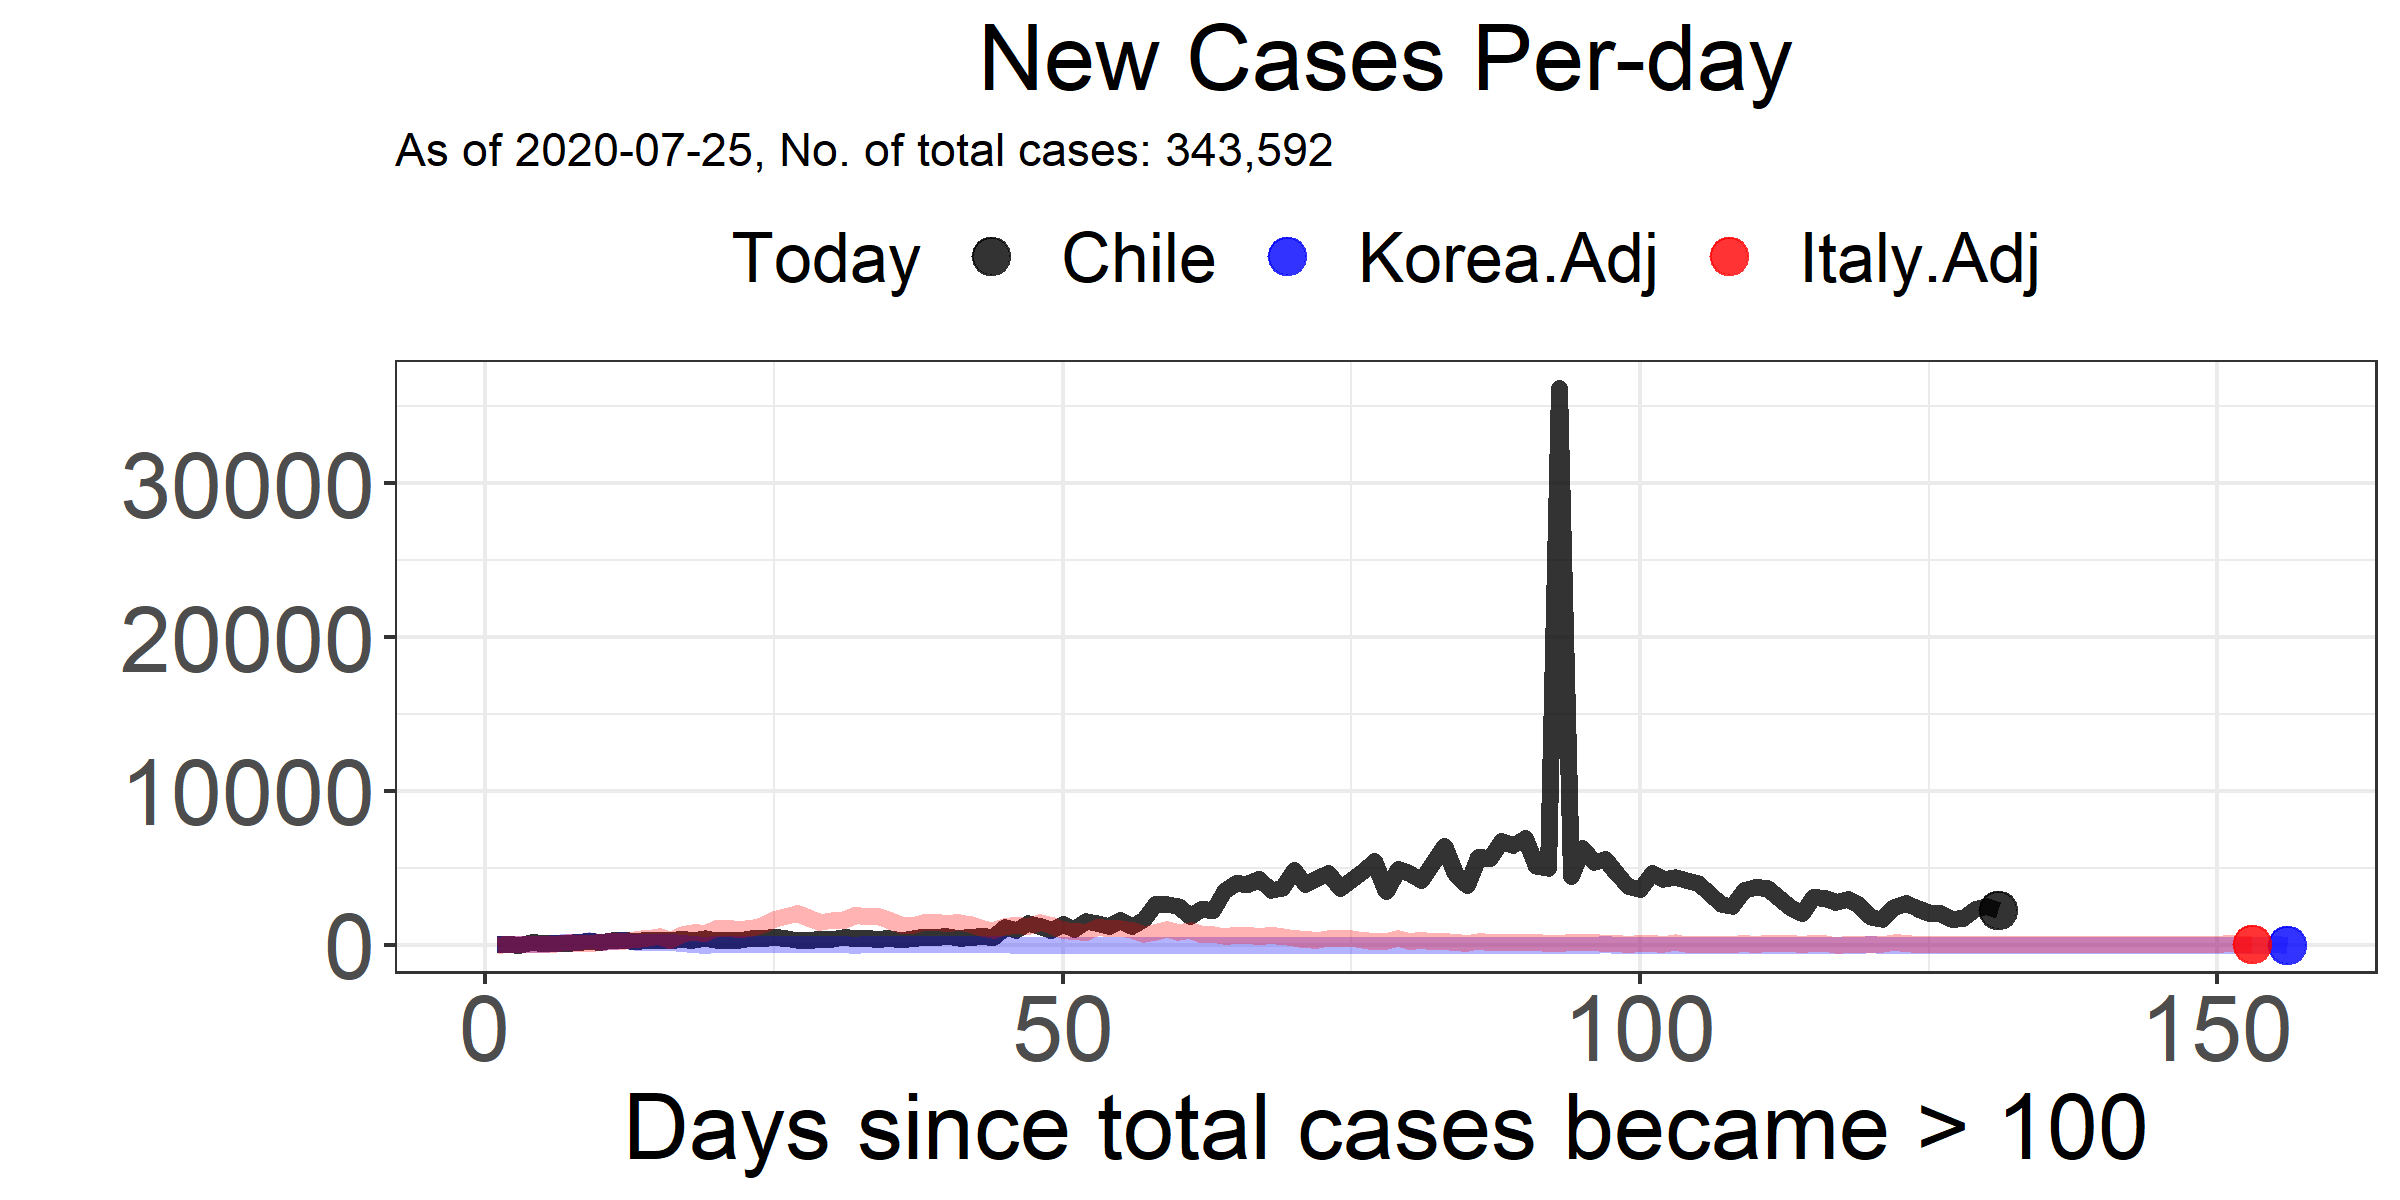 New Cases Per-day
As of 2020-07-25, No. of total cases: 343,592
Today Chile Korea.Adj Italy.Adj
30000
20000
10000
0
0 50 100 150
Days since total cases became > 100